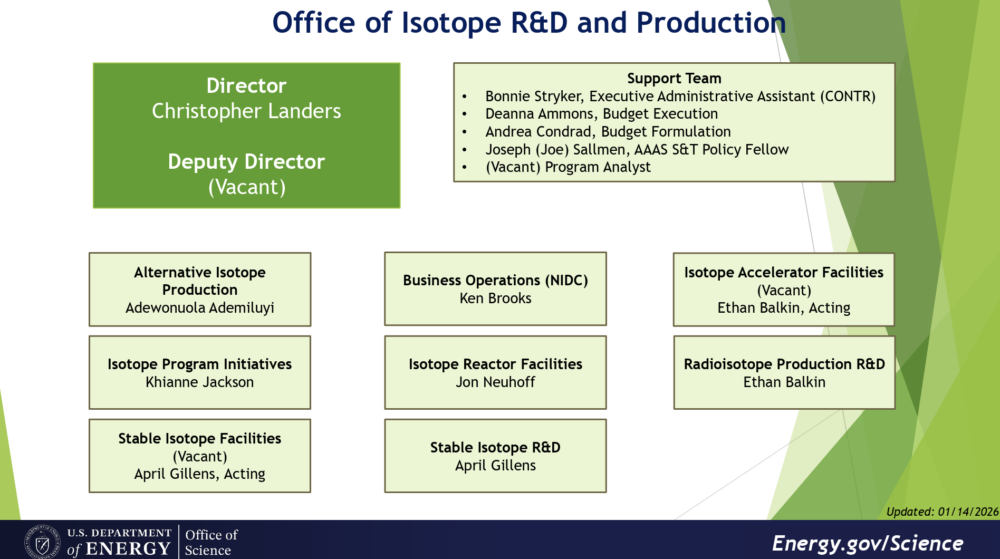 Office of Isotope R&D and Production
Director
Christopher Landers
Deputy Director
(Vacant)
Support Team
• Bonnie Stryker, Executive Administrative Assistant (CONTR)
• Deanna Ammons, Budget Execution
• Andrea Condrad, Budget Formulation
• Joseph (Joe) Sallmen, AAAS S&T Policy Fellow
• (Vacant) Program Analyst
Alternative Isotope
Production
Adewonuola Ademiluyi
Business Operations (NIDC)
Ken Brooks
Isotope Accelerator Facilities
(Vacant)
Ethan Balkin, Acting
Isotope Program Initiatives
Khianne Jackson
Isotope Reactor Facilities
Jon Neuhoff
Radioisotope Production R&D
Ethan Balkin
Stable Isotope Facilities
(Vacant)
April Gillens, Acting
Stable Isotope R&D
April Gillens
Updated: 01/14/2026
U.S. DEPARTMENT
of ENERGY
Office of
Science
Energy.gov/Science